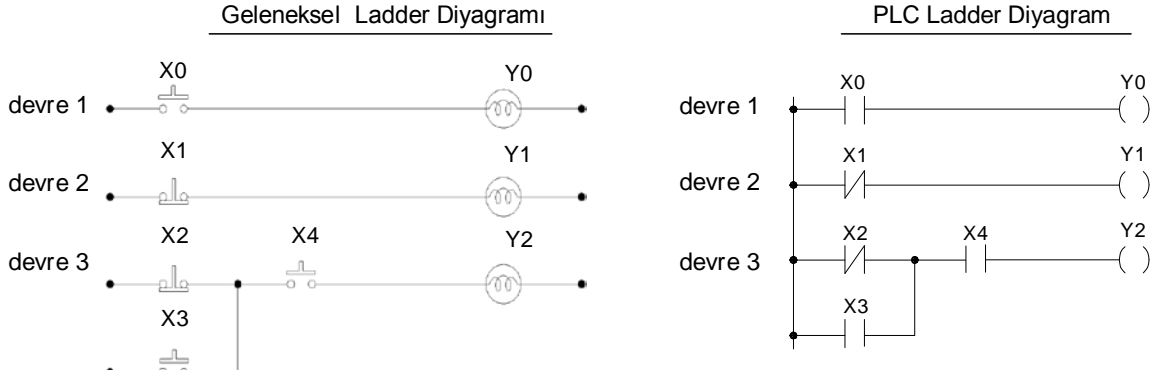 Geleneksel Ladder Diyagramı
X0
Y0
devre 1
X1
Y1
devre 2
X2
X4
Y2
devre 3
X3
PLC Ladder Diyagram
X0
Y0
devre 1
X1
Y1
devre 2
X2
X4
Y2
devre 3
X3